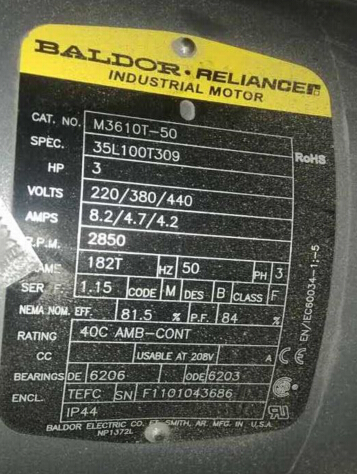 BALDOR · RELIANCER
INDUSTRIAL MOTOR
CAT. NO. M3610T-50
SPEC. 35L100T309
RoHS
HP 3
VOLTS 220/380/440
AMPS 8.2/4.7/4.2
R.P.M. 2850
182T HZ 50 PH 3
SER F. 1.15 CODE M DES B CLASS F
NEMA NOM. EFF. 81.5 % P.F. 84 %
RATING 40C AMB-CONT
CC USABLE AT 208V A CE
BEARINGS DE 6206 ODE 6203
ENCL. TEFC SN F1101043686
IP44
BALDOR ELECTRIC CO. FT. SMITH, AR. MFG. IN U.S.A.
NP1372L
EN/IEC60034-1;-5